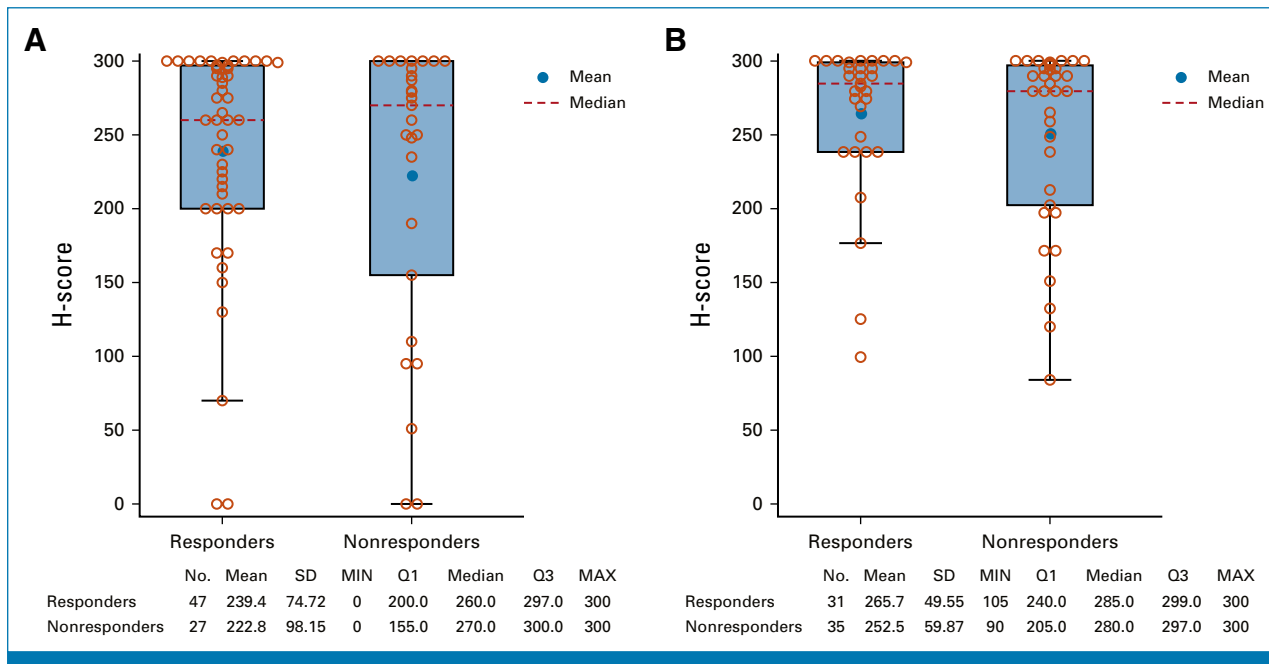 A
H-score
300
250
200
150
100
50
0
Mean
Median
Responders Nonresponders
No. Mean SD MIN Q1 Median Q3 MAX
Responders 47 239.4 74.72 0 200.0 260.0 297.0 300
Nonresponders 27 222.8 98.15 0 155.0 270.0 300.0 300
B
H-score
300
250
200
150
100
50
0
Mean
Median
Responders Nonresponders
No. Mean SD MIN Q1 Median Q3 MAX
Responders 31 265.7 49.55 105 240.0 285.0 299.0 300
Nonresponders 35 252.5 59.87 90 205.0 280.0 297.0 300